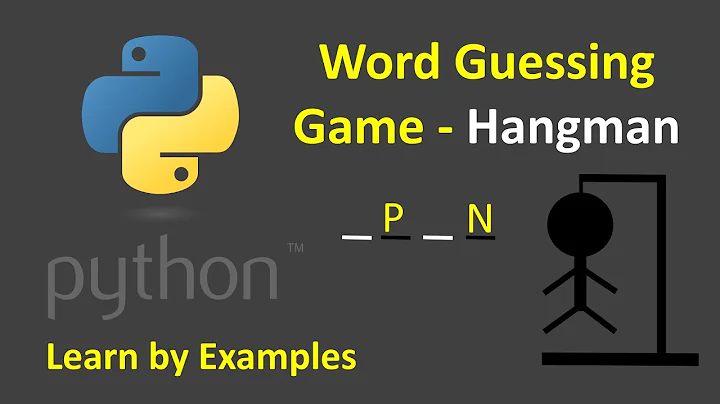 Word Guessing
Game - Hangman
_ P _ N
python™
Learn by Examples